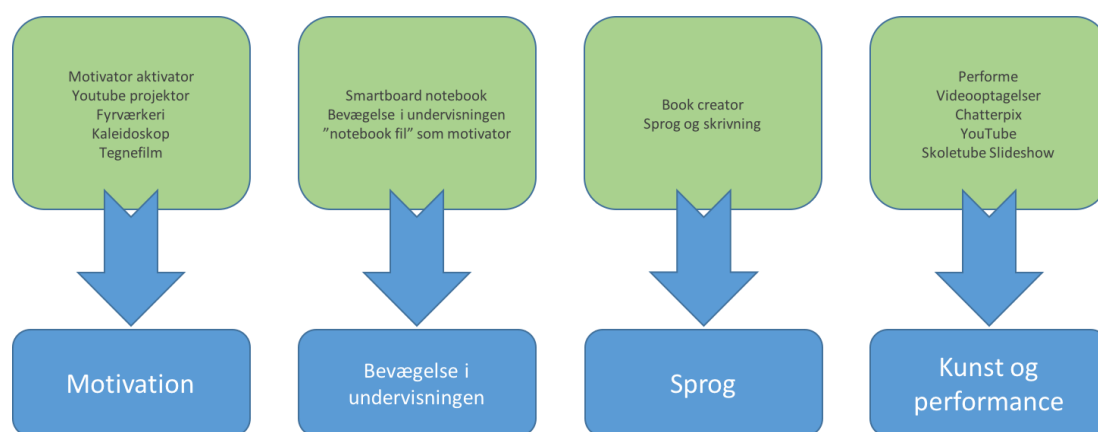 Motivator aktivator
Youtube projektor
Fyrværkeri
Kaleidoskop
Tegnefilm
Smartboard notebook
Bevægelse i undervisningen
”notebook fil” som motivator
Book creator
Sprog og skrivning
Performe
Videooptagelser
Chatterpix
YouTube
Skoletube Slideshow
Motivation
Bevægelse i
undervisningen
Sprog
Kunst og
performance